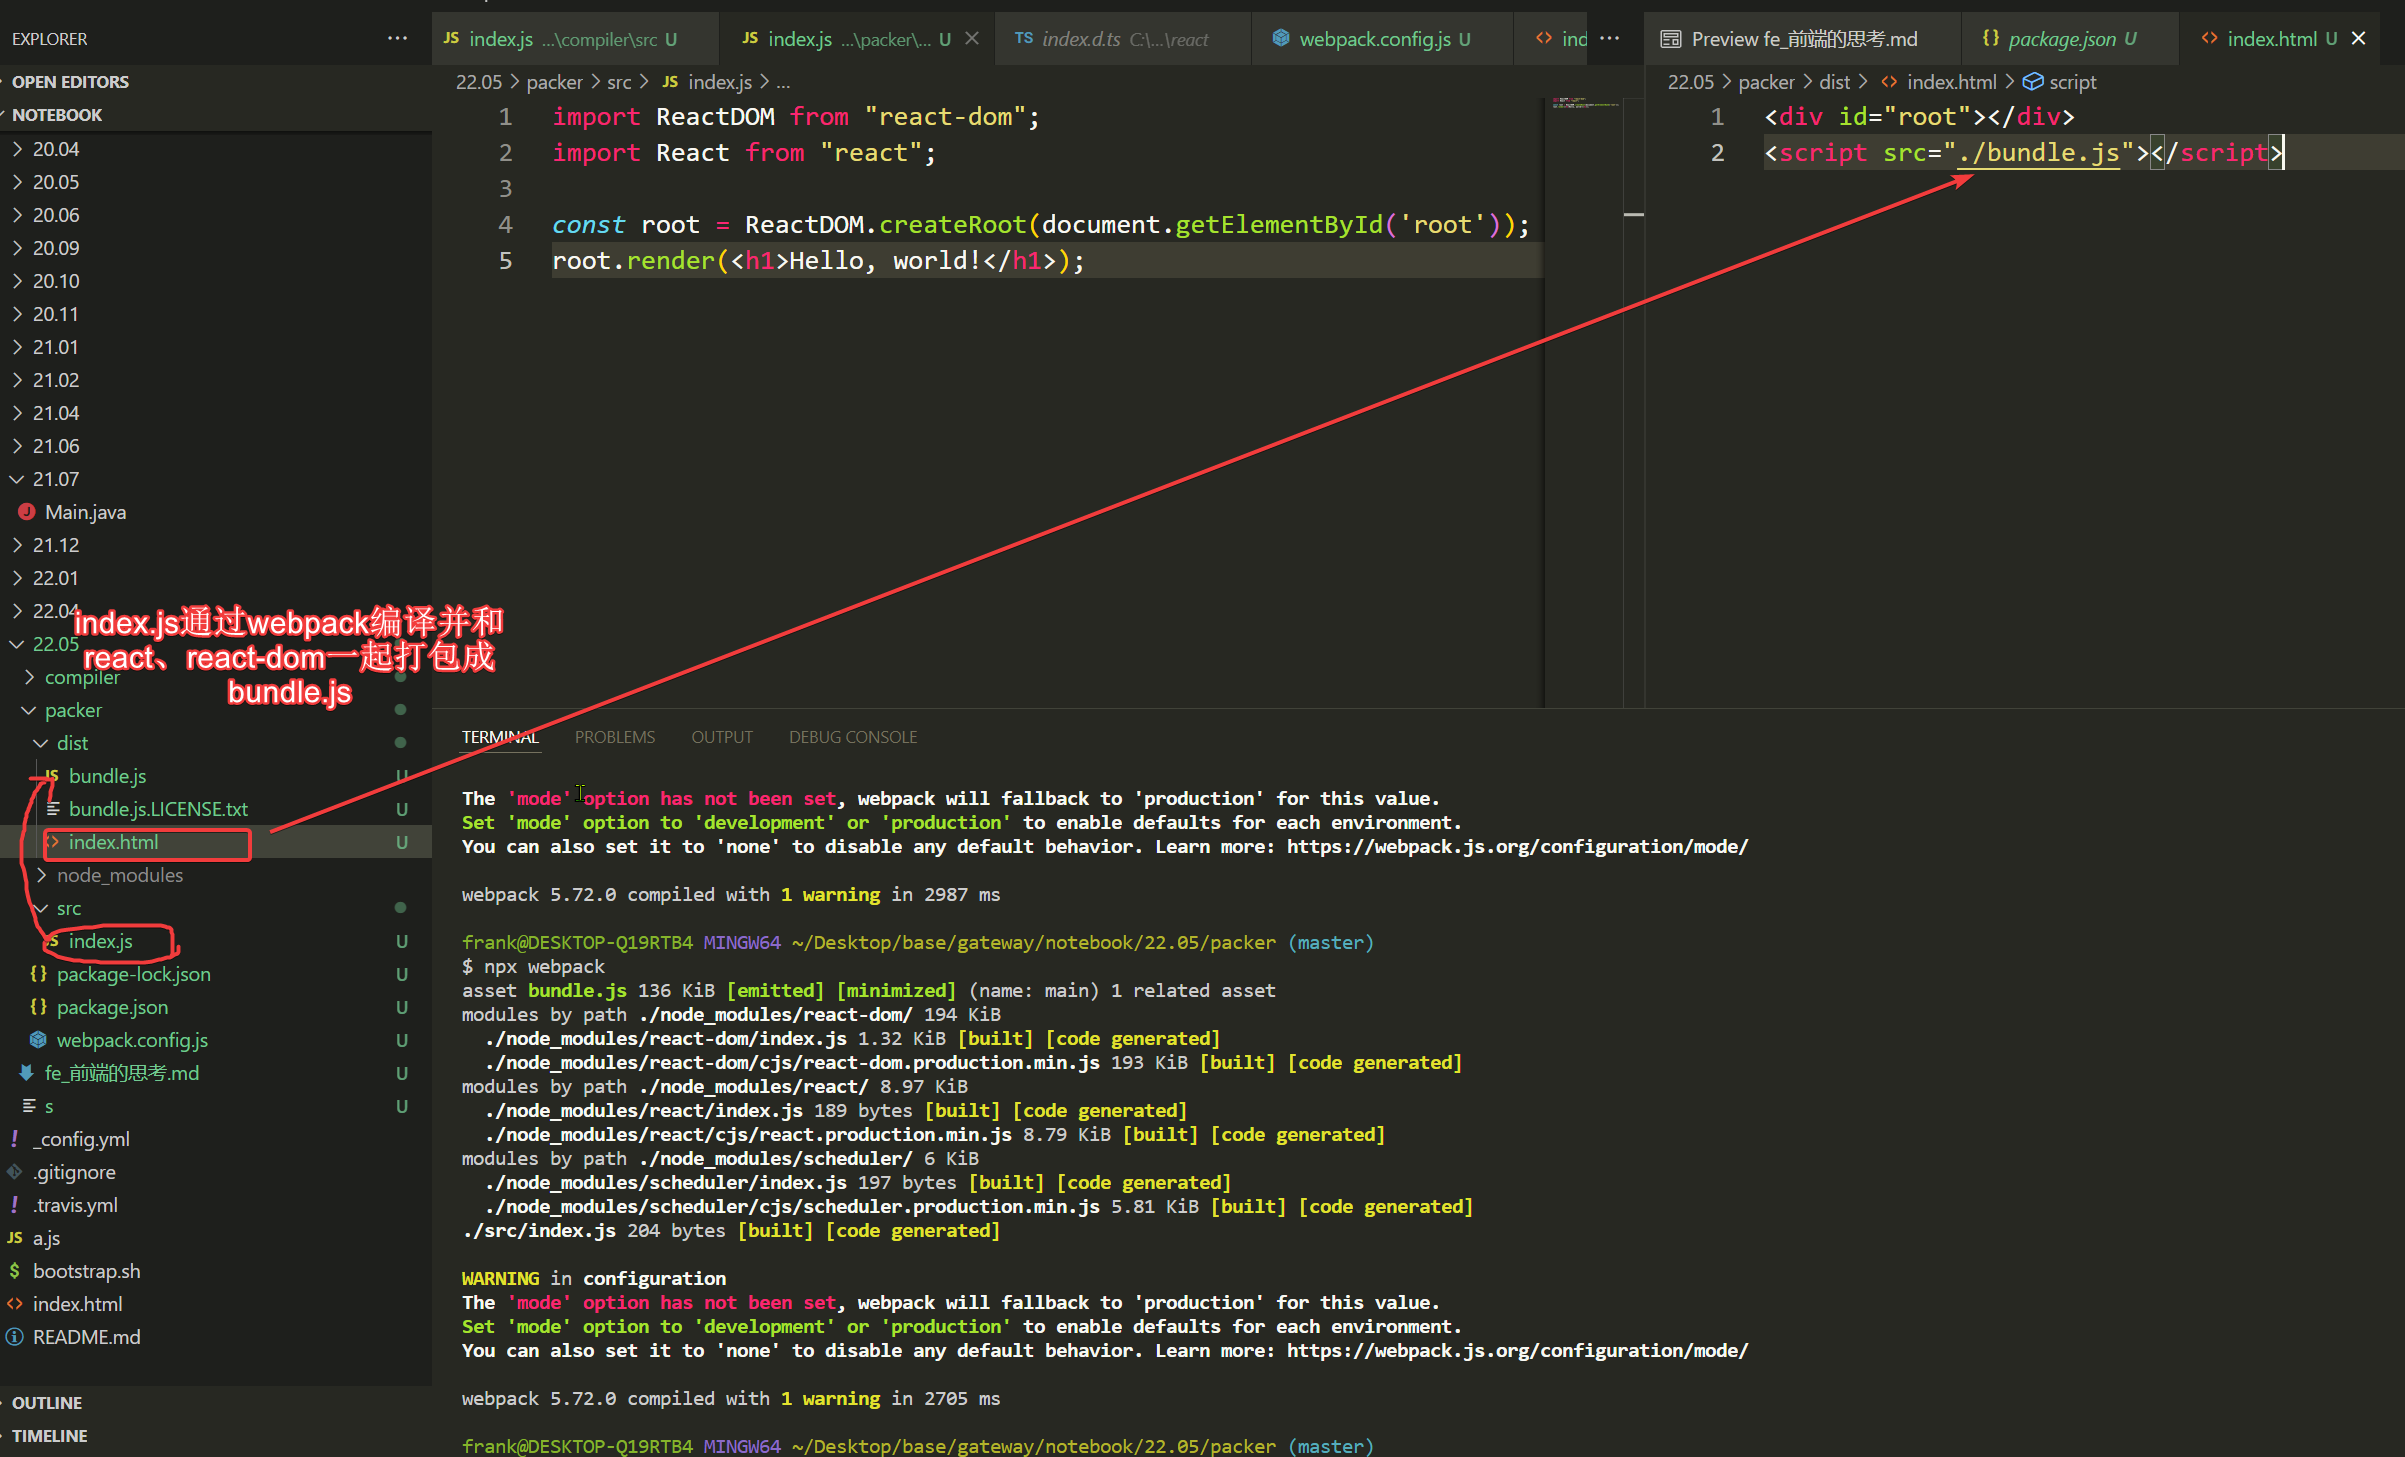 EXPLORER
OPEN EDITORS
NOTEBOOK
20.04
20.05
20.06
20.09
20.10
20.11
21.01
21.02
21.04
21.06
21.07
Main.java
21.12
22.01
22.04
22.05
compiler
packer
dist
bundle.js U
bundle.js.LICENSE.txt U
index.html U
node_modules
src
index.js U
package-lock.json U
package.json U
webpack.config.js U
fe_前端的思考.md U
s U
_config.yml
.gitignore
.travis.yml
a.js
bootstrap.sh
index.html
README.md
OUTLINE
TIMELINE
index.js通过webpack编译并和
react、react-dom一起打包成
bundle.js
JS index.js ...\compiler\src U
JS index.js ...\packer\... U
TS index.d.ts C:\...\react
webpack.config.js U
ind
22.05 > packer > src > JS index.js > ...
1 import ReactDOM from "react-dom";
2 import React from "react";
3
4 const root = ReactDOM.createRoot(document.getElementById('root'));
5 root.render(<h1>Hello, world!</h1>);
Preview fe_前端的思考.md
{} package.json U
index.html U
22.05 > packer > dist > index.html > script
1 <div id="root"></div>
2 <script src="./bundle.js"></script>
TERMINAL PROBLEMS OUTPUT DEBUG CONSOLE
The 'mode' option has not been set, webpack will fallback to 'production' for this value.
Set 'mode' option to 'development' or 'production' to enable defaults for each environment.
You can also set it to 'none' to disable any default behavior. Learn more: https://webpack.js.org/configuration/mode/
webpack 5.72.0 compiled with 1 warning in 2987 ms
frank@DESKTOP-Q19RTB4 MINGW64 ~/Desktop/base/gateway/notebook/22.05/packer (master)
$ npx webpack
asset bundle.js 136 KiB [emitted] [minimized] (name: main) 1 related asset
modules by path ./node_modules/react-dom/ 194 KiB
./node_modules/react-dom/index.js 1.32 KiB [built] [code generated]
./node_modules/react-dom/cjs/react-dom.production.min.js 193 KiB [built] [code generated]
modules by path ./node_modules/react/ 8.97 KiB
./node_modules/react/index.js 189 bytes [built] [code generated]
./node_modules/react/cjs/react.production.min.js 8.79 KiB [built] [code generated]
modules by path ./node_modules/scheduler/ 6 KiB
./node_modules/scheduler/index.js 197 bytes [built] [code generated]
./node_modules/scheduler/cjs/scheduler.production.min.js 5.81 KiB [built] [code generated]
./src/index.js 204 bytes [built] [code generated]
WARNING in configuration
The 'mode' option has not been set, webpack will fallback to 'production' for this value.
Set 'mode' option to 'development' or 'production' to enable defaults for each environment.
You can also set it to 'none' to disable any default behavior. Learn more: https://webpack.js.org/configuration/mode/
webpack 5.72.0 compiled with 1 warning in 2705 ms
frank@DESKTOP-Q19RTB4 MINGW64 ~/Desktop/base/gateway/notebook/22.05/packer (master)